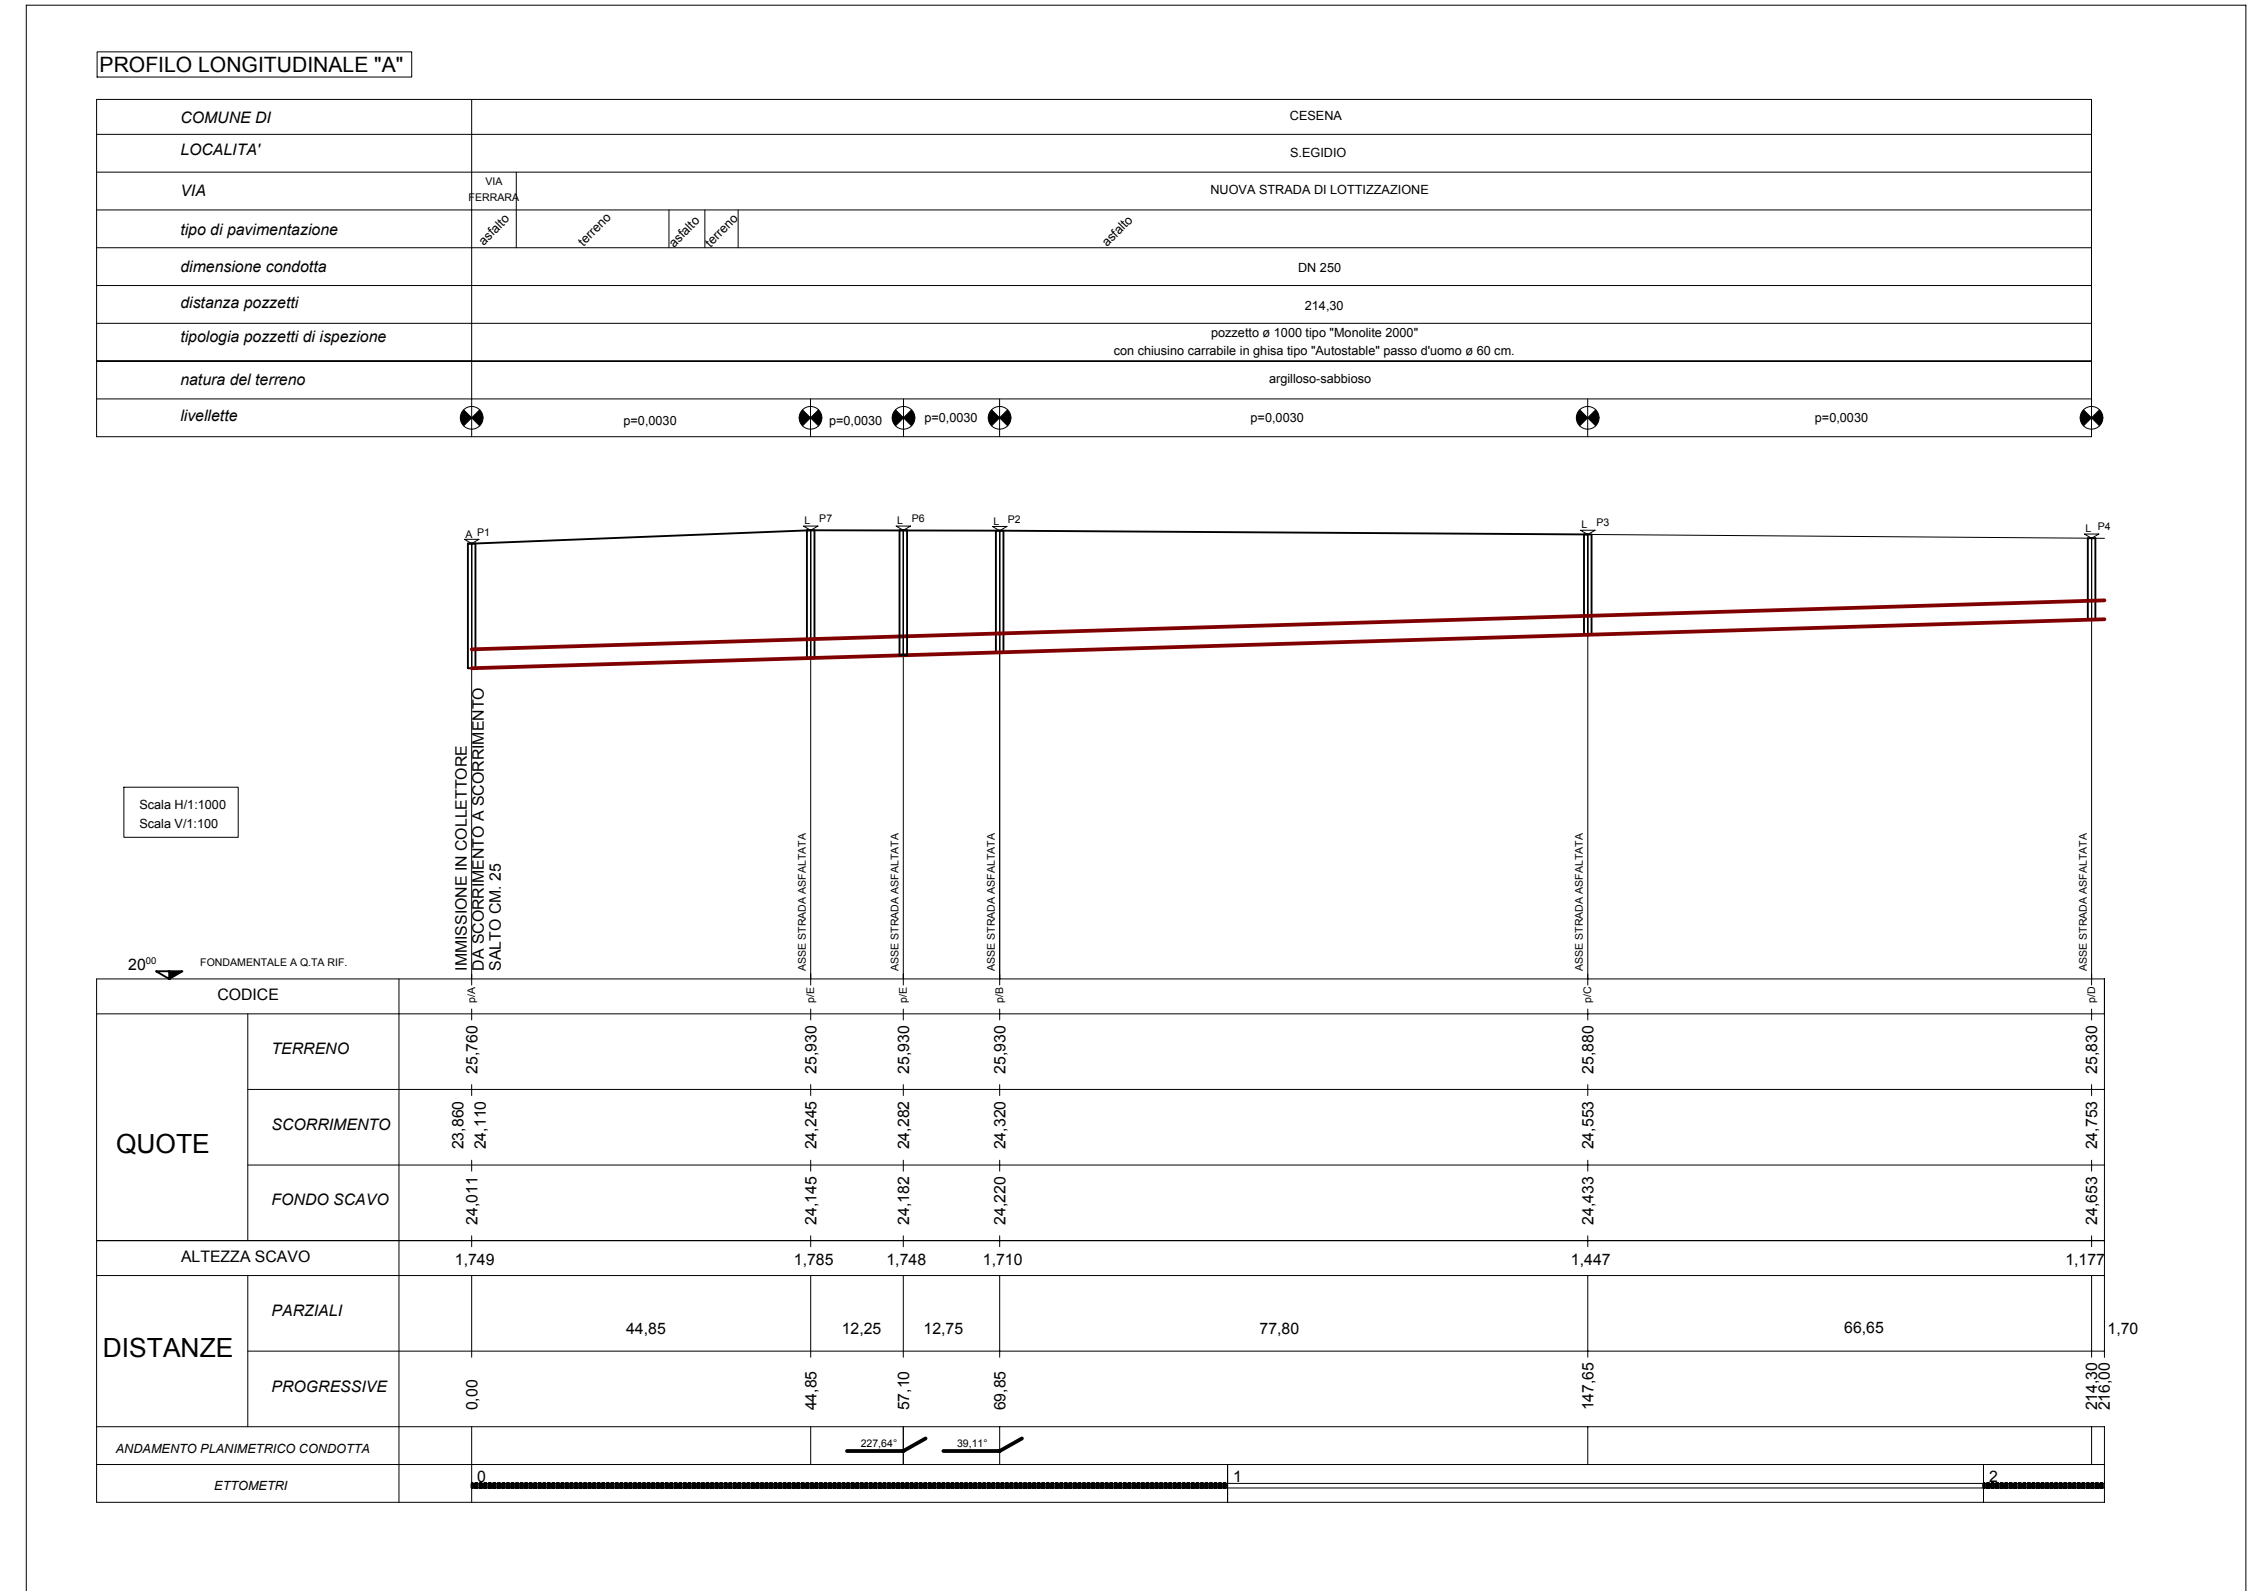 PROFILO LONGITUDINALE "A"
COMUNE DI
CESENA
LOCALITA'
S.EGIDIO
VIA
VIA
FERRARA
NUOVA STRADA DI LOTTIZZAZIONE
tipo di pavimentazione
asfalto
terreno
asfalto
terreno
asfalto
dimensione condotta
DN 250
distanza pozzetti
214,30
tipologia pozzetti di ispezione
pozzetto ø 1000 tipo "Monolite 2000"
con chiusino carrabile in ghisa tipo "Autostable" passo d'uomo ø 60 cm.
natura del terreno
argilloso-sabbioso
livellette
p=0,0030
p=0,0030
p=0,0030
p=0,0030
p=0,0030
A P1
L P7
L P6
L P2
L P3
L P4
Scala H/1:1000
Scala V/1:100
IMMISSIONE IN COLLETTORE
DA SCORRIMENTO A SCORRIMENTO
SALTO CM. 25
ASSE STRADA ASFALTATA
ASSE STRADA ASFALTATA
ASSE STRADA ASFALTATA
ASSE STRADA ASFALTATA
ASSE STRADA ASFALTATA
20⁰⁰ FONDAMENTALE A Q.TA RIF.
CODICE
p/A
p/E
p/E
p/B
p/C
p/D
QUOTE
TERRENO
25,760
25,930
25,930
25,930
25,880
25,830
SCORRIMENTO
23,860
24,110
24,245
24,282
24,320
24,553
24,753
FONDO SCAVO
24,011
24,145
24,182
24,220
24,433
24,653
ALTEZZA SCAVO
1,749
1,785
1,748
1,710
1,447
1,177
DISTANZE
PARZIALI
44,85
12,25
12,75
77,80
66,65
1,70
PROGRESSIVE
0,00
44,85
57,10
69,85
147,65
214,30
216,00
ANDAMENTO PLANIMETRICO CONDOTTA
227,64°
39,11°
ETTOMETRI
0
1
2